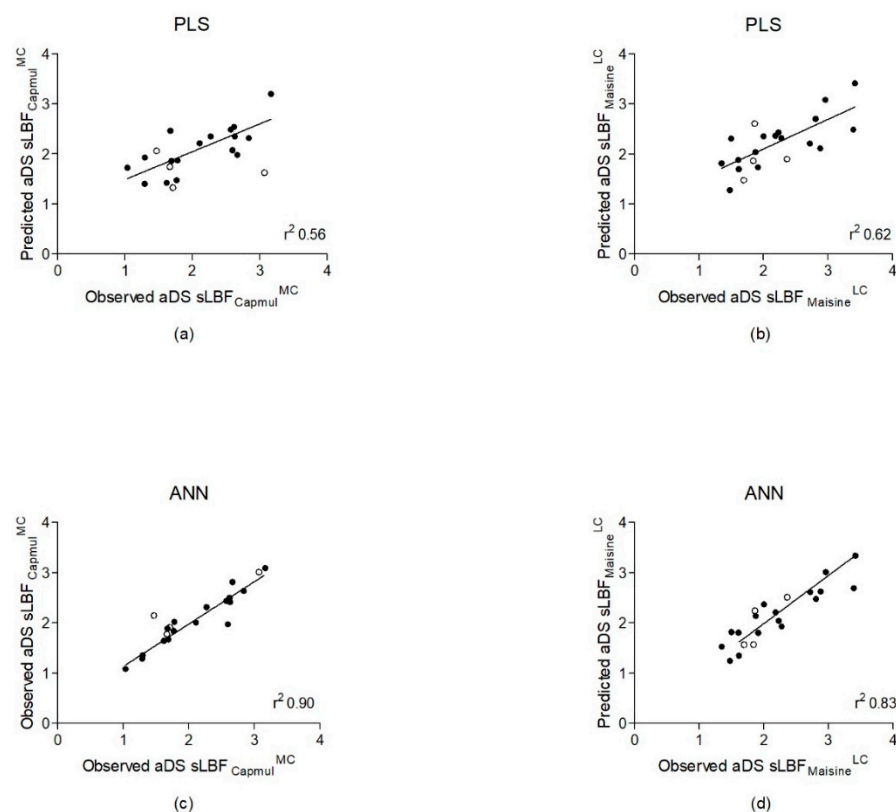 PLS
Predicted aDS sLBF Capmul MC
4
3
2
1
0
r² 0.56
0 1 2 3 4
Observed aDS sLBF Capmul MC
(a)
PLS
Predicted aDS sLBF Maisine LC
4
3
2
1
0
r² 0.62
0 1 2 3 4
Observed aDS sLBF Maisine LC
(b)
ANN
Observed aDS sLBF Capmul MC
4
3
2
1
0
r² 0.90
0 1 2 3 4
Observed aDS sLBF Capmul MC
(c)
ANN
Predicted aDS sLBF Maisine LC
4
3
2
1
0
r² 0.83
0 1 2 3 4
Observed aDS sLBF Maisine LC
(d)